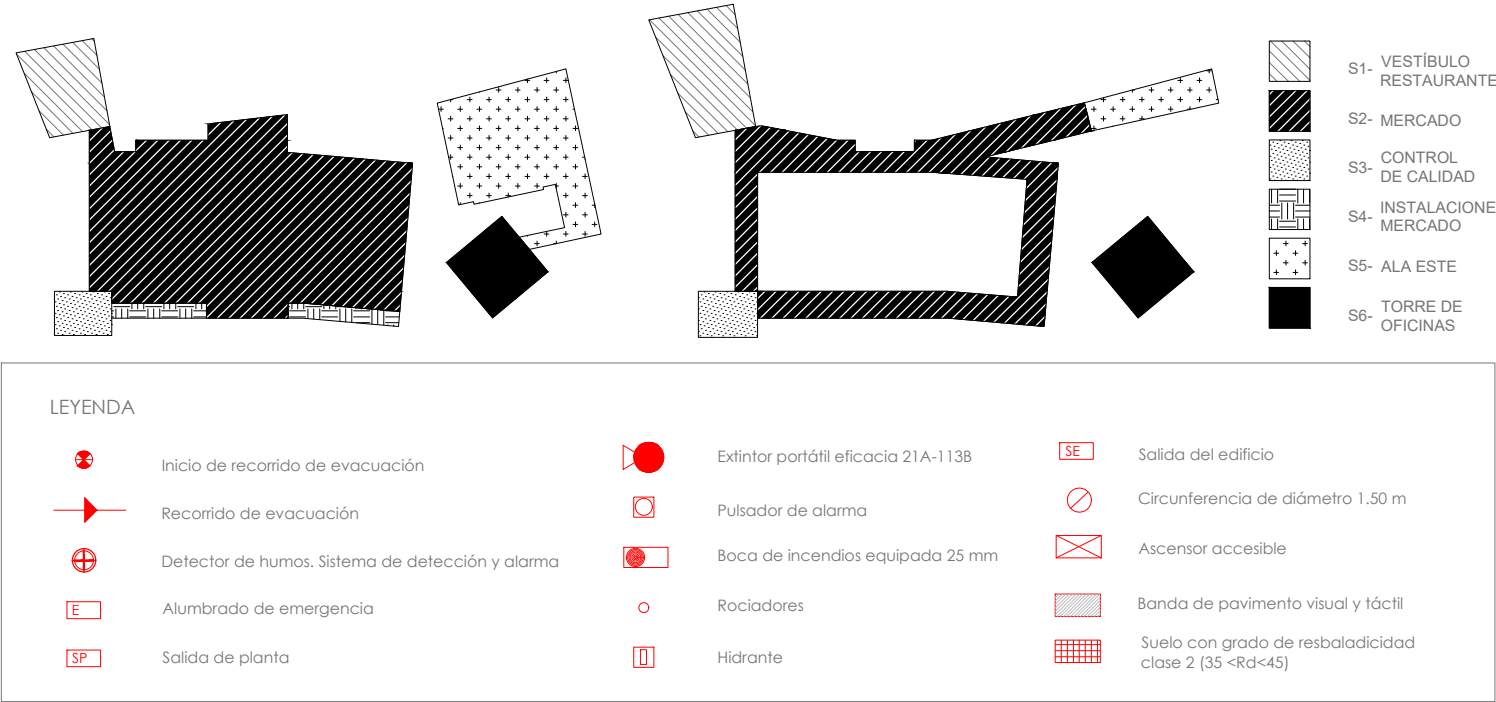 S1- VESTÍBULO
RESTAURANTE
S2- MERCADO
S3- CONTROL
DE CALIDAD
S4- INSTALACIONE
MERCADO
S5- ALA ESTE
S6- TORRE DE
OFICINAS
LEYENDA
Inicio de recorrido de evacuación
Recorrido de evacuación
Detector de humos. Sistema de detección y alarma
E Alumbrado de emergencia
SP Salida de planta
Extintor portátil eficacia 21A-113B
Pulsador de alarma
Boca de incendios equipada 25 mm
Rociadores
Hidrante
SE Salida del edificio
Circunferencia de diámetro 1.50 m
Ascensor accesible
Banda de pavimento visual y táctil
Suelo con grado de resbaladicidad
clase 2 (35 <Rd<45)